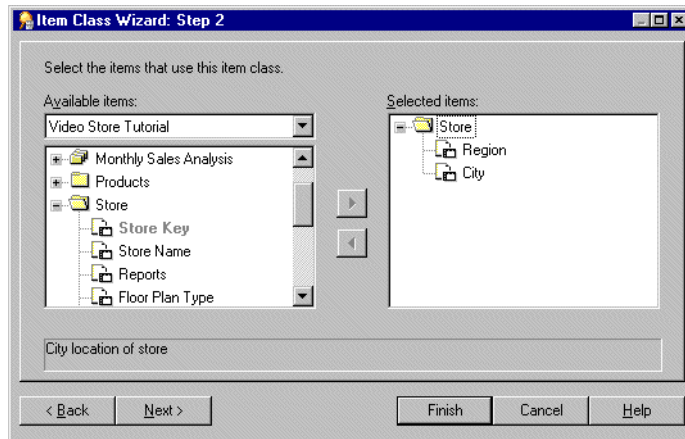 Item Class Wizard: Step 2
Select the items that use this item class.
Available items:
Video Store Tutorial
Monthly Sales Analysis
Products
Store
Store Key
Store Name
Reports
Floor Plan Type
Selected items:
Store
Region
City
City location of store
< Back
Next >
Finish
Cancel
Help